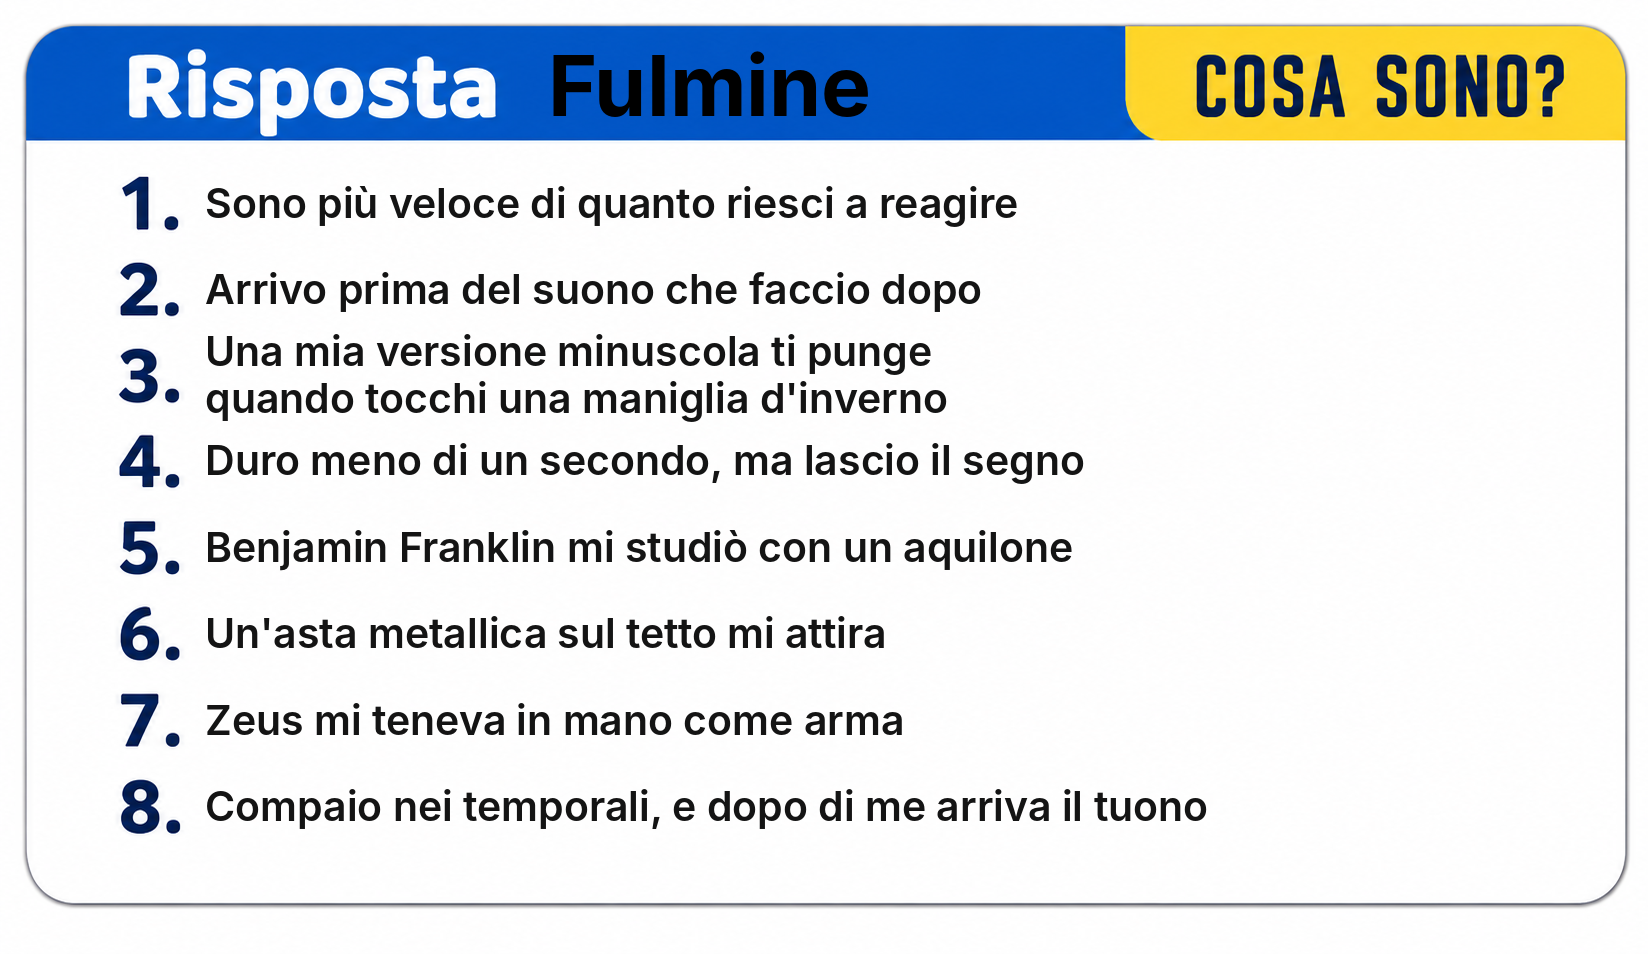 Risposta Fulmine COSA SONO?
1. Sono più veloce di quanto riesci a reagire
2. Arrivo prima del suono che faccio dopo
3. Una mia versione minuscola ti punge
quando tocchi una maniglia d'inverno
4. Duro meno di un secondo, ma lascio il segno
5. Benjamin Franklin mi studiò con un aquilone
6. Un'asta metallica sul tetto mi attira
7. Zeus mi teneva in mano come arma
8. Compaio nei temporali, e dopo di me arriva il tuono